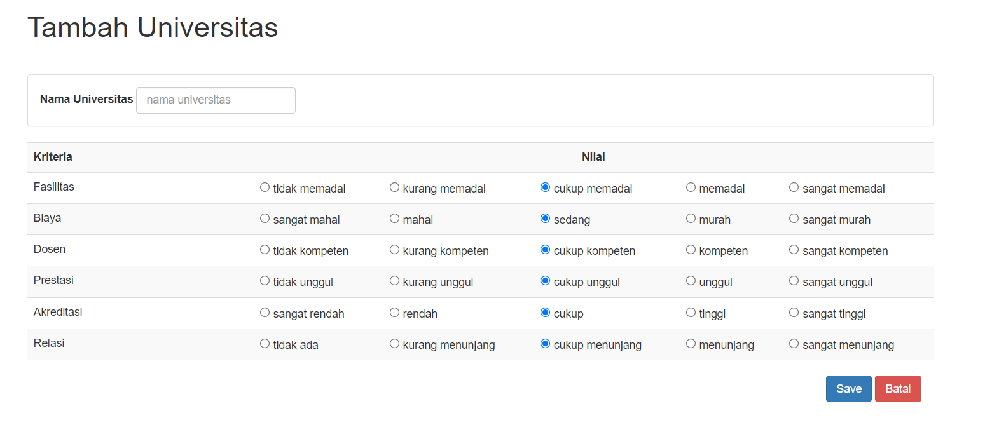 Tambah Universitas
Nama Universitas nama universitas
Kriteria Nilai
Fasilitas tidak memadai kurang memadai cukup memadai memadai sangat memadai
Biaya sangat mahal mahal sedang murah sangat murah
Dosen tidak kompeten kurang kompeten cukup kompeten kompeten sangat kompeten
Prestasi tidak unggul kurang unggul cukup unggul unggul sangat unggul
Akreditasi sangat rendah rendah cukup tinggi sangat tinggi
Relasi tidak ada kurang menunjang cukup menunjang menunjang sangat menunjang
Save Batal